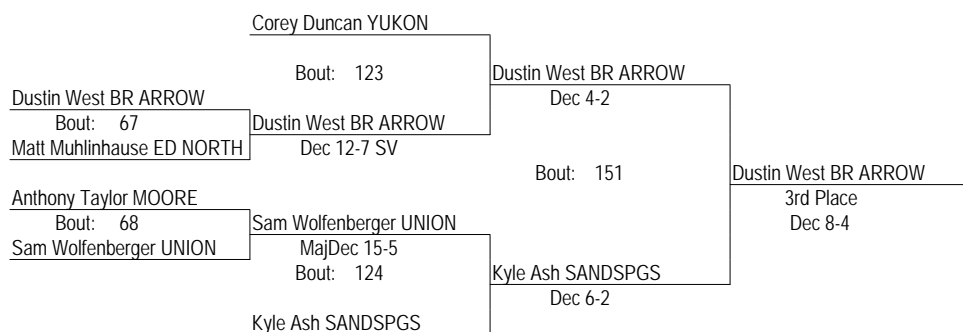 Corey Duncan YUKON
Bout: 123
Dustin West BR ARROW
Dec 4-2
Dustin West BR ARROW
Bout: 67
Dustin West BR ARROW
Matt Muhlinhause ED NORTH
Dec 12-7 SV
Bout: 151
Dustin West BR ARROW
3rd Place
Dec 8-4
Anthony Taylor MOORE
Bout: 68
Sam Wolfenberger UNION
Sam Wolfenberger UNION
MajDec 15-5
Bout: 124
Kyle Ash SANDSPGS
Dec 6-2
Kyle Ash SANDSPGS